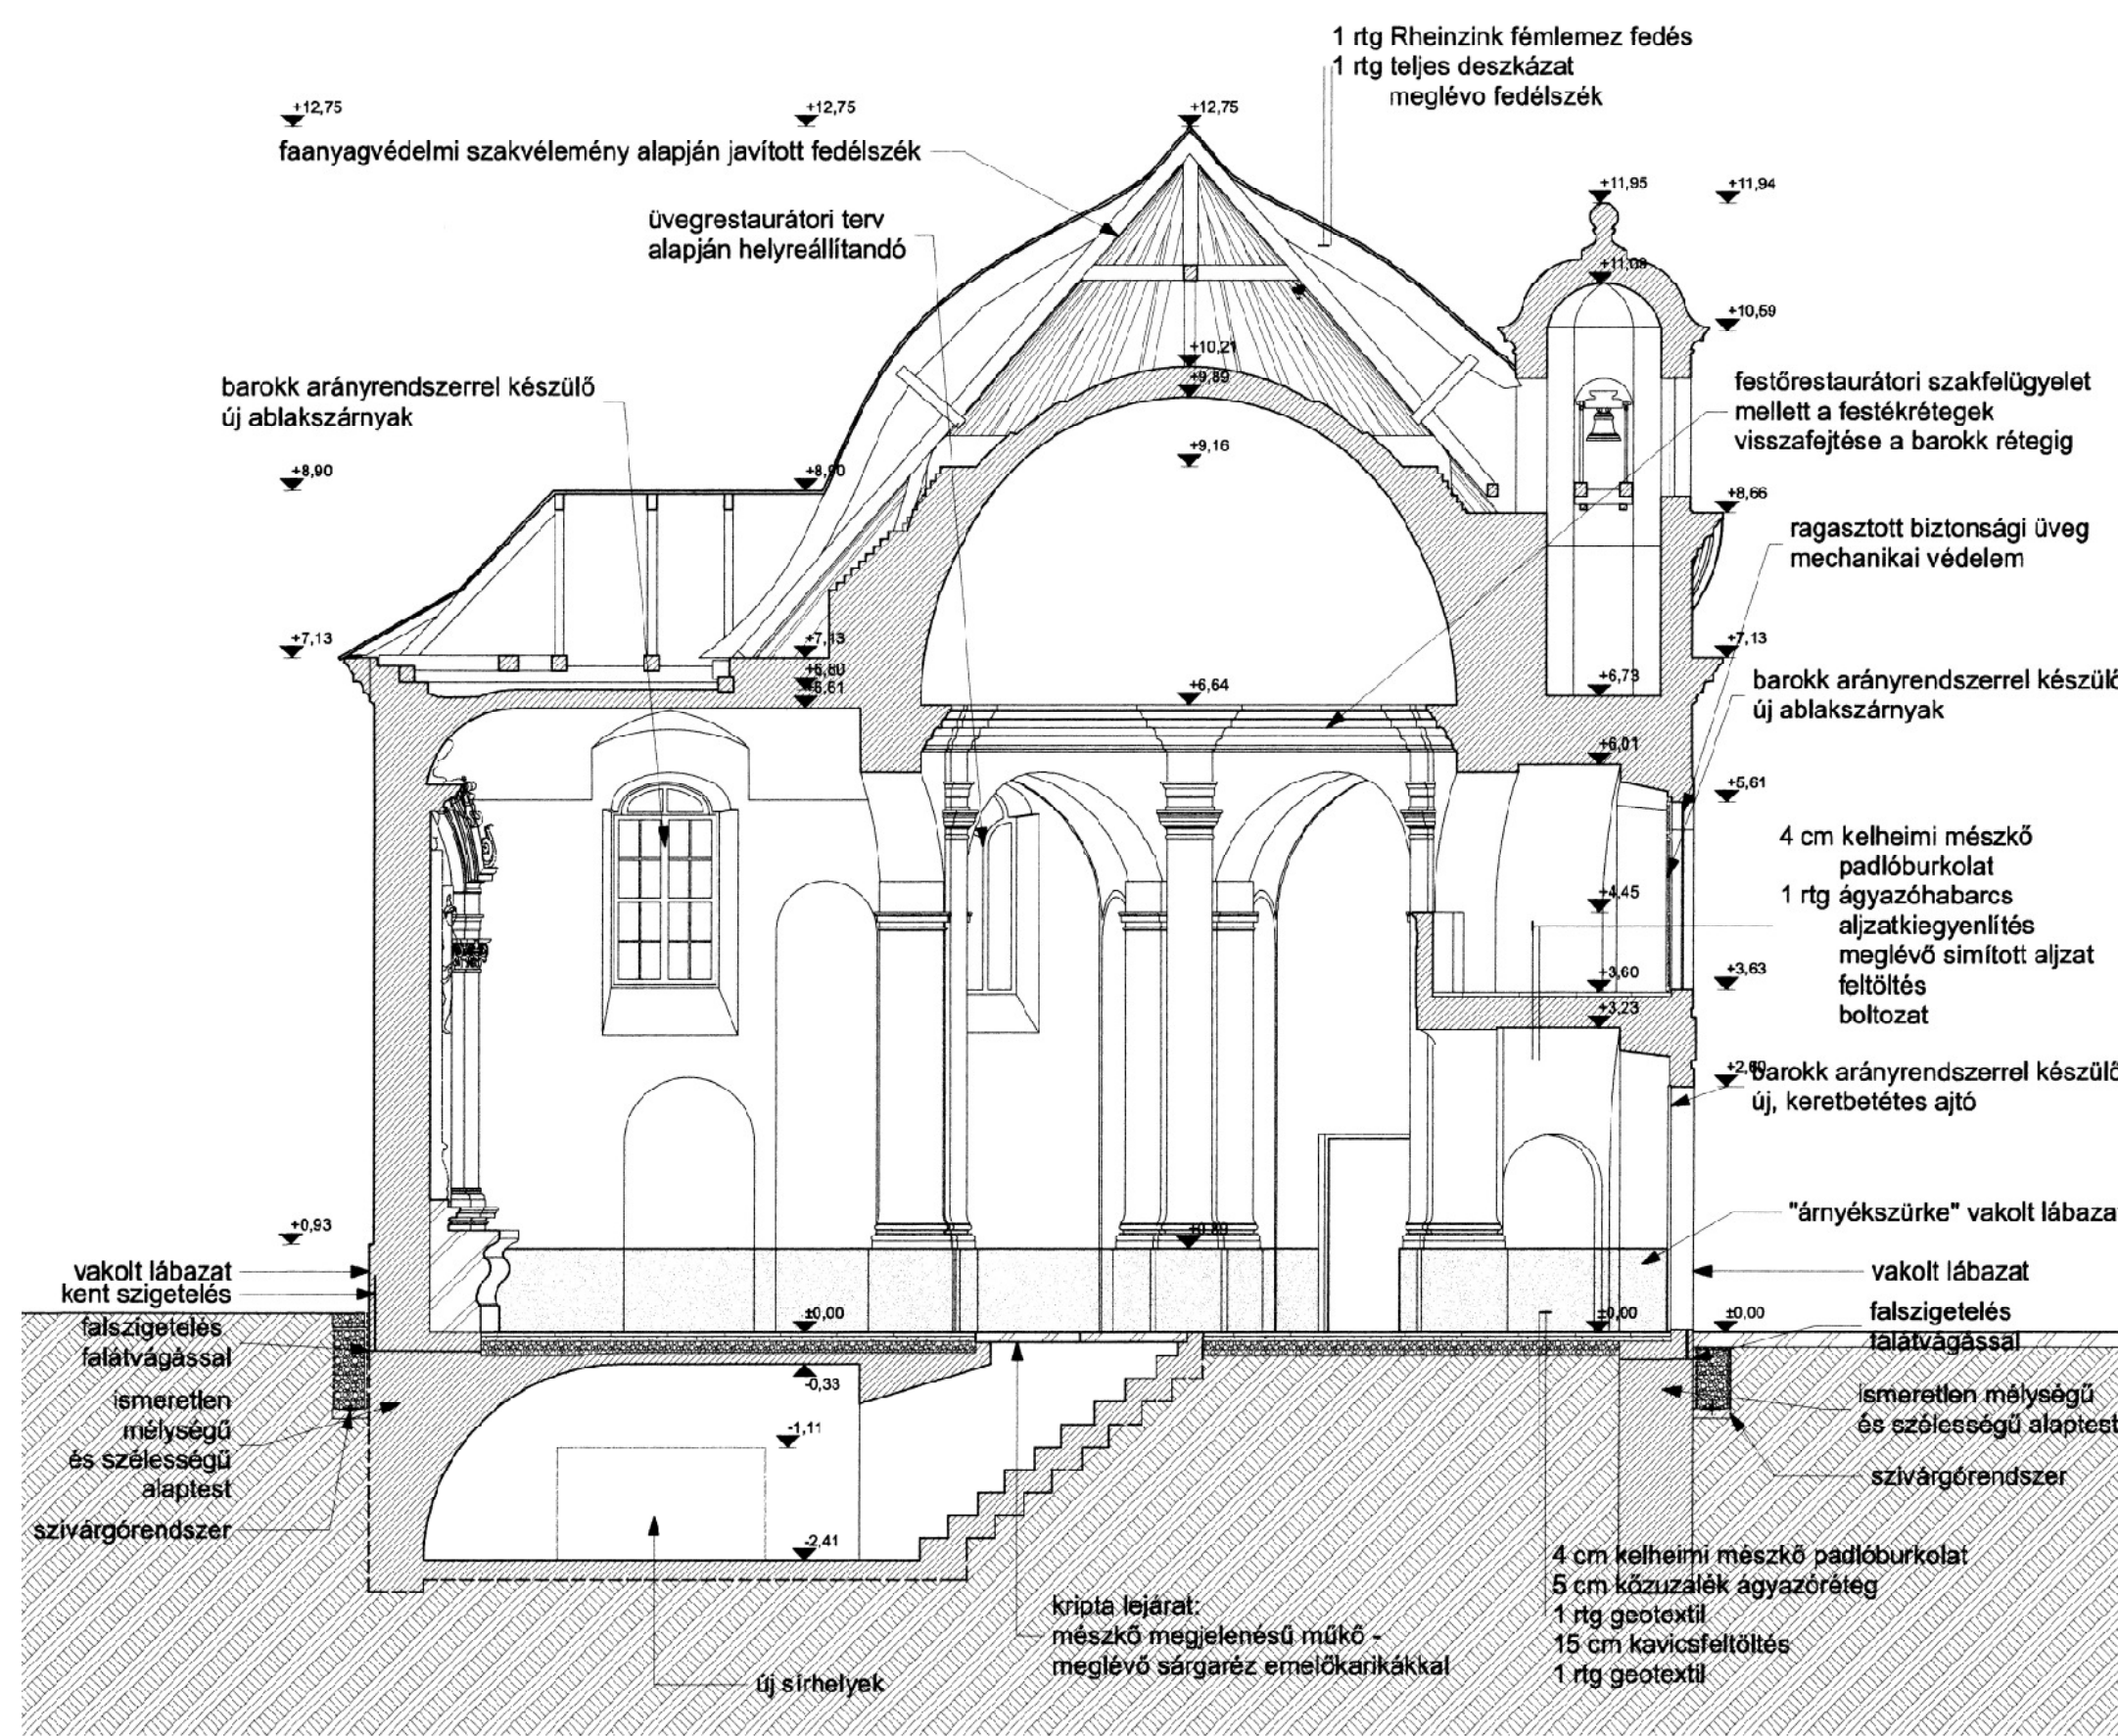 1 rtg Rheinzink fémlemez fedés
1 rtg teljes deszkázat
meglévo fedélszék
+12,75
+12,75
+12,75
faanyagvédelmi szakvélemény alapján javított fedélszék
+11,95
+11,94
üvegrestaurátori terv
alapján helyreállítandó
+11,08
+10,59
+10,21
+9,89
barokk arányrendszerrel készülő
új ablakszárnyak
festőrestaurátori szakfelügyelet
mellett a festékrétegek
visszafejtése a barokk rétegig
+9,16
+8,90
+8,90
+8,66
ragasztott biztonsági üveg
mechanikai védelem
+7,13
+7,13
+7,13
+6,80
+6,61
+6,64
+6,73
barokk arányrendszerrel készülő
új ablakszárnyak
+6,01
+5,61
4 cm kelheimi mészkő
padlóburkolat
1 rtg ágyazóhabarcs
aljzatkiegyenlítés
meglévő simított aljzat
feltöltés
boltozat
+4,45
+3,60
+3,63
+3,23
barokk arányrendszerrel készülő
új, keretbetétes ajtó
"árnyékszürke" vakolt lábaza
+0,93
vakolt lábazat
kent szigetelés
falszigetelés
falátvágással
ismeretlen
mélységű
és szélességű
alaptest
szivárgórendszer
vakolt lábazat
falszigetelés
falátvágással
±0,00
±0,00
±0,00
-0,33
-1,11
-2,41
ismeretlen mélységű
és szélességű alaptest
szivárgórendszer
4 cm kelheimi mészkő padlóburkolat
5 cm kőzuzalék ágyazóréteg
1 rtg geotextil
15 cm kavicsfeltöltés
1 rtg geotextil
kripta lejárat:
mészkő megjelenésű műkő -
meglévő sárgaréz emelőkarikákkal
új sírhelyek